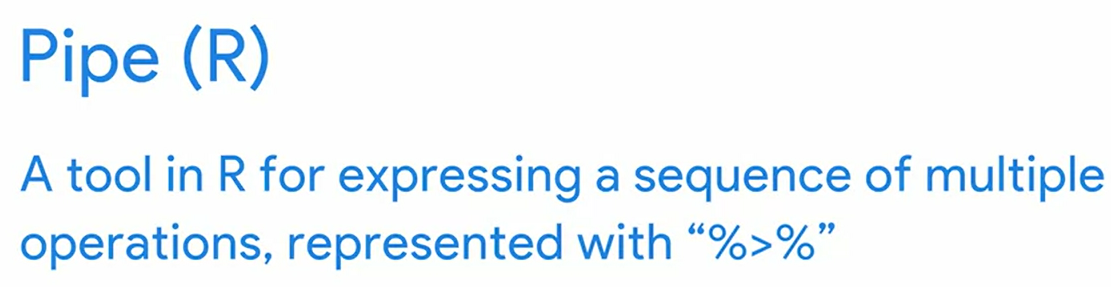 Pipe (R)
A tool in R for expressing a sequence of multiple
operations, represented with “%>%”